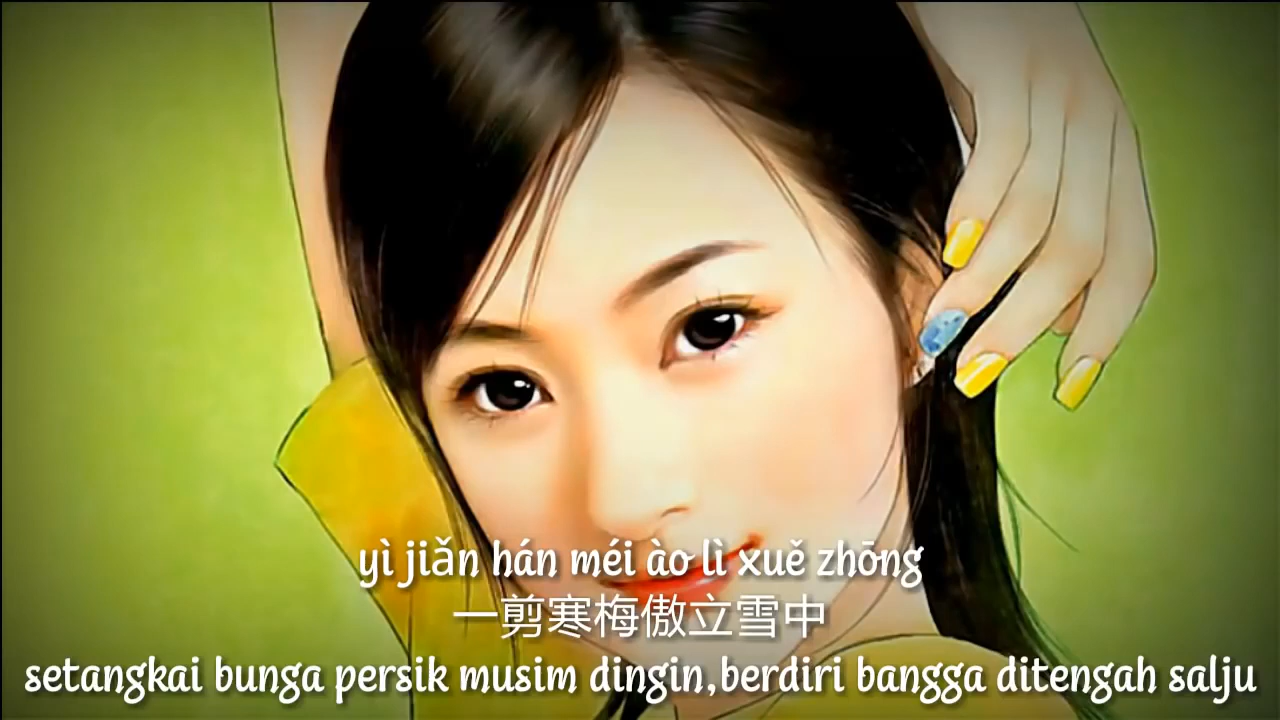 yì jiǎn hán méi ào lì xuě zhōng
一剪寒梅傲立雪中
setangkai bunga persik musim dingin,berdiri bangga ditengah salju